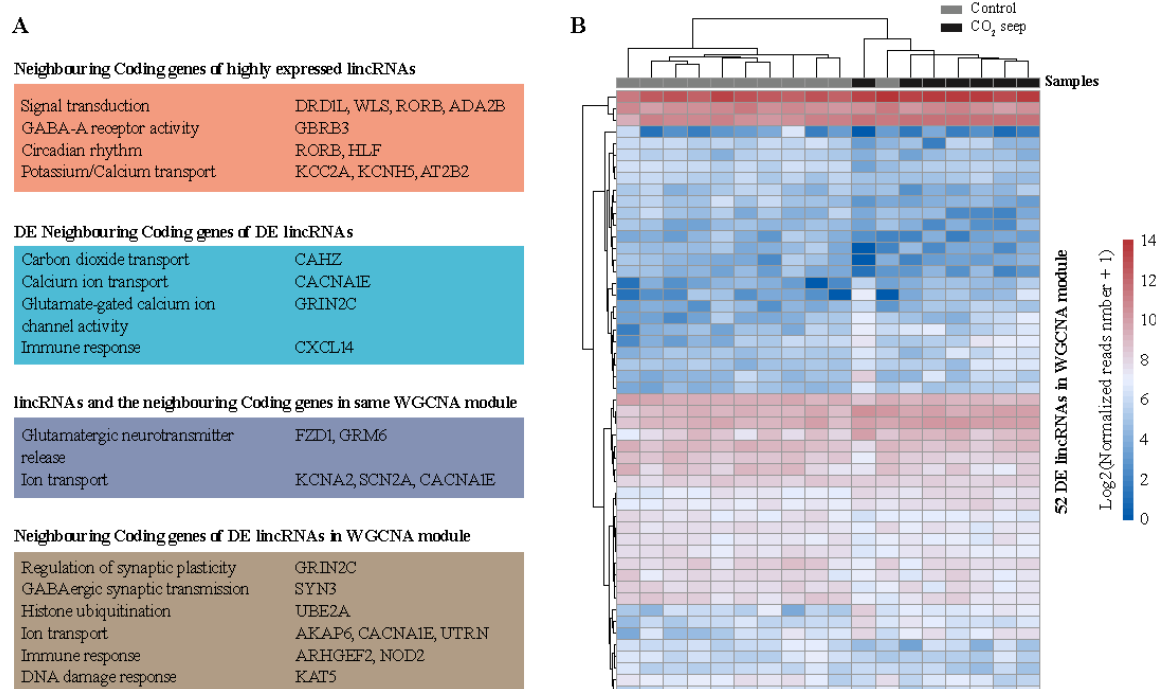 A
Neighbouring Coding genes of highly expressed lincRNAs
Signal transduction DRD1L, WLS, RORB, ADA2B
GABA-A receptor activity GBRB3
Circadian rhythm RORB, HLF
Potassium/Calcium transport KCC2A, KCNH5, AT2B2
DE Neighbouring Coding genes of DE lincRNAs
Carbon dioxide transport CAHZ
Calcium ion transport CACNA1E
Glutamate-gated calcium ion GRIN2C
channel activity
Immune response CXCL14
lincRNAs and the neighbouring Coding genes in same WGCNA module
Glutamatergic neurotransmitter FZD1, GRM6
release
Ion transport KCNA2, SCN2A, CACNA1E
Neighbouring Coding genes of DE lincRNAs in WGCNA module
Regulation of synaptic plasticity GRIN2C
GABAergic synaptic transmission SYN3
Histone ubiquitination UBE2A
Ion transport AKAP6, CACNA1E, UTRN
Immune response ARHGEF2, NOD2
DNA damage response KAT5
B
Control
CO₂ seep
Samples
52 DE lincRNAs in WGCNA module
Log2(Normalized reads nmber + 1)
14
12
10
8
6
4
2
0